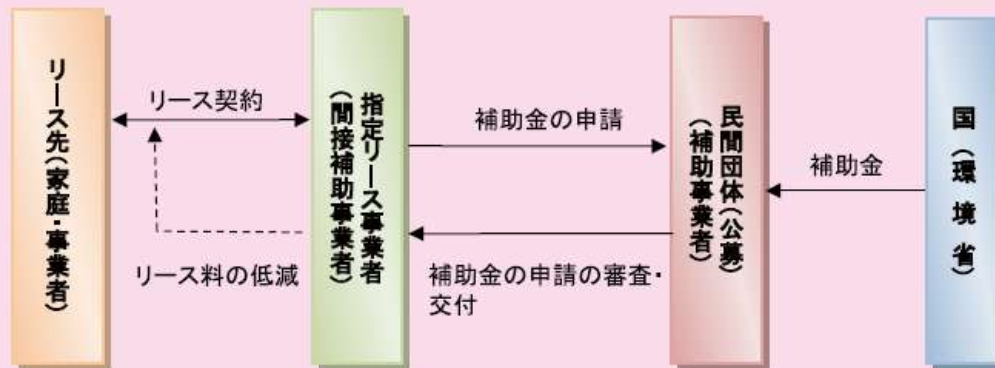 リース先(家庭・事業者)
リース契約
リース料の低減
指定リース事業者
(間接補助事業者)
補助金の申請
補助金の申請の審査・
交付
民間団体(公募)
(補助事業者)
補助金
国(環境省)